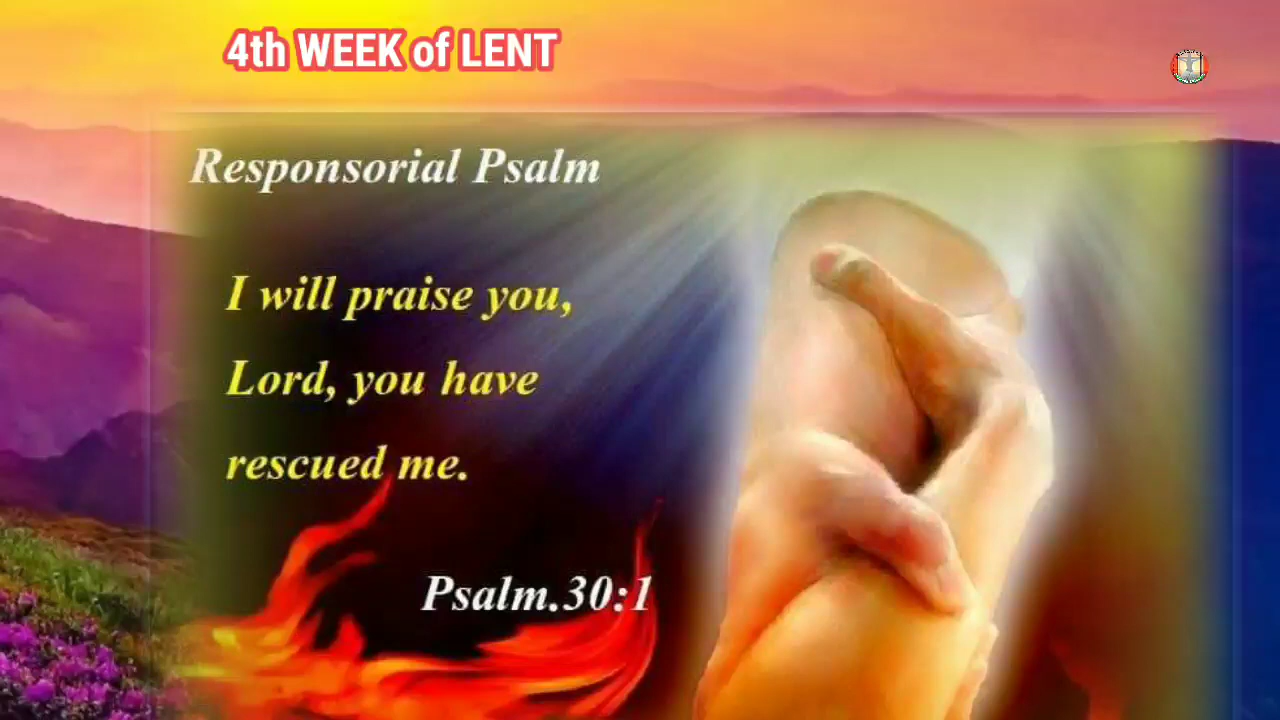 4th WEEK of LENT
Responsorial Psalm
I will praise you,
Lord, you have
rescued me.
Psalm.30:1